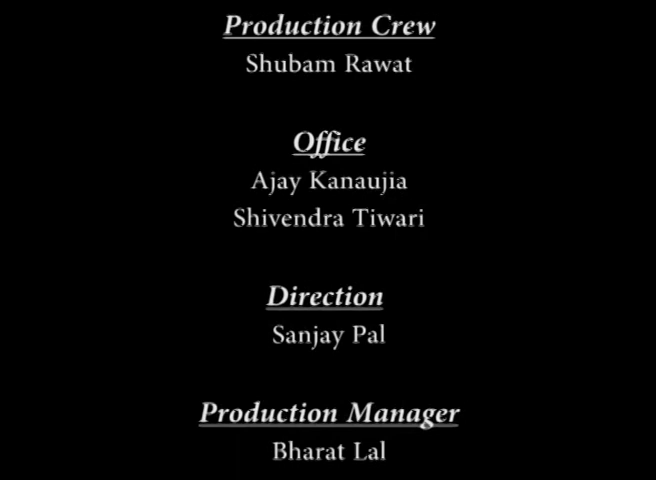 Production Crew
Shubam Rawat
Office
Ajay Kanaujia
Shivendra Tiwari
Direction
Sanjay Pal
Production Manager
Bharat Lal